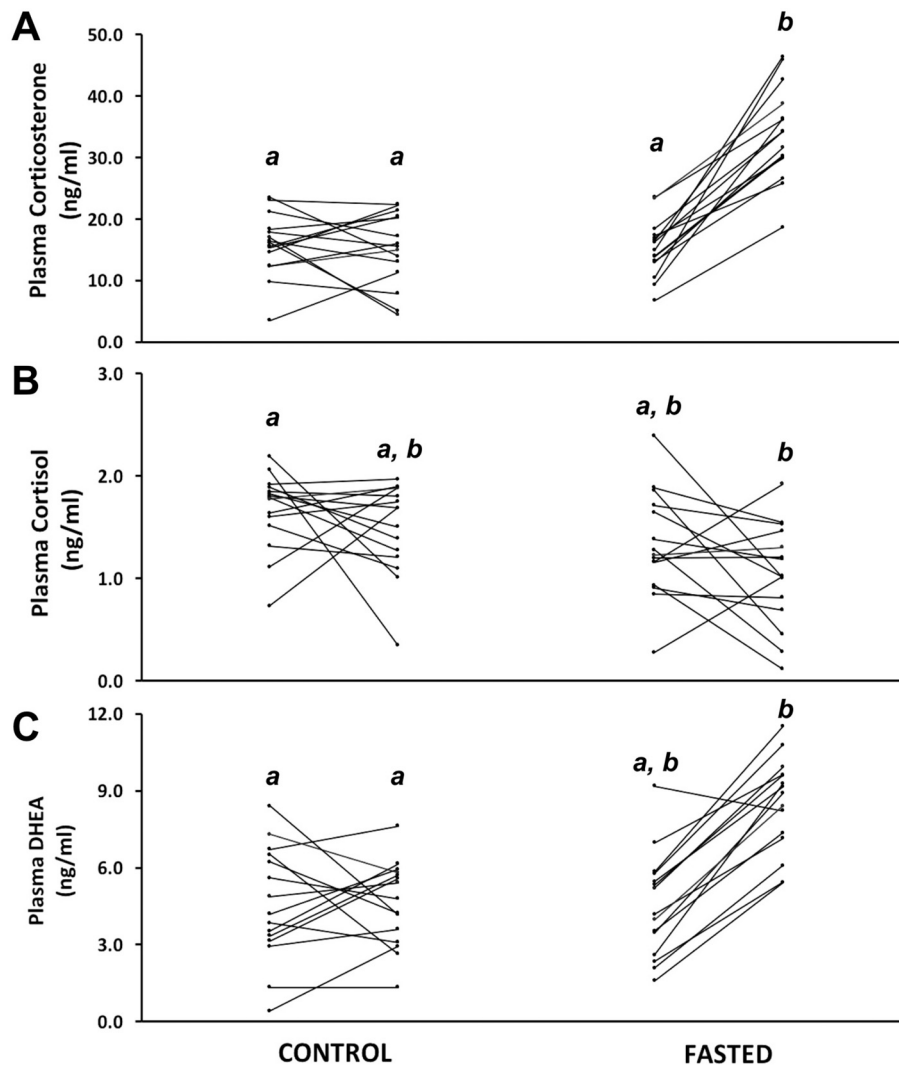 A
Plasma Corticosterone
(ng/ml)
50.0
40.0
30.0
20.0
10.0
0.0
a
a
a
b
B
Plasma Cortisol
(ng/ml)
3.0
2.0
1.0
0.0
a
a, b
a, b
b
C
Plasma DHEA
(ng/ml)
12.0
9.0
6.0
3.0
0.0
a
a
a, b
b
CONTROL
FASTED